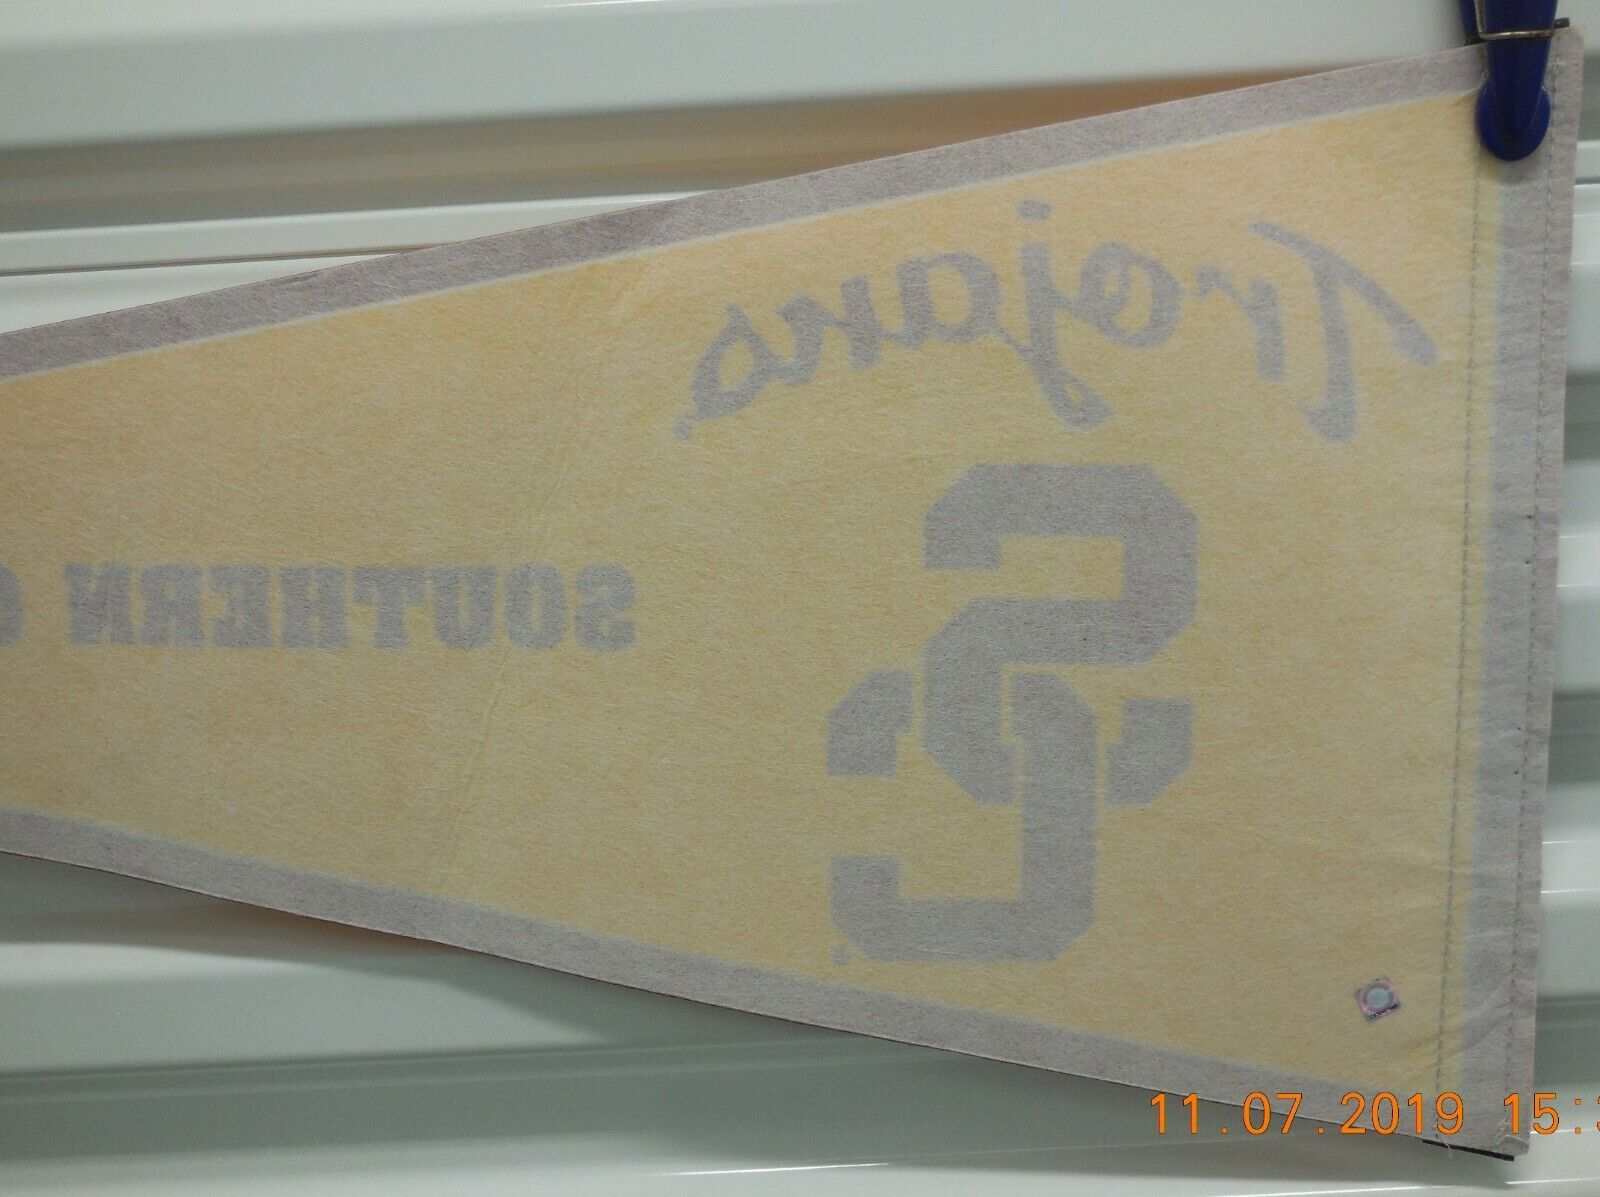 Trojans
SC
SOUTHERN
11.07.2019 15:3